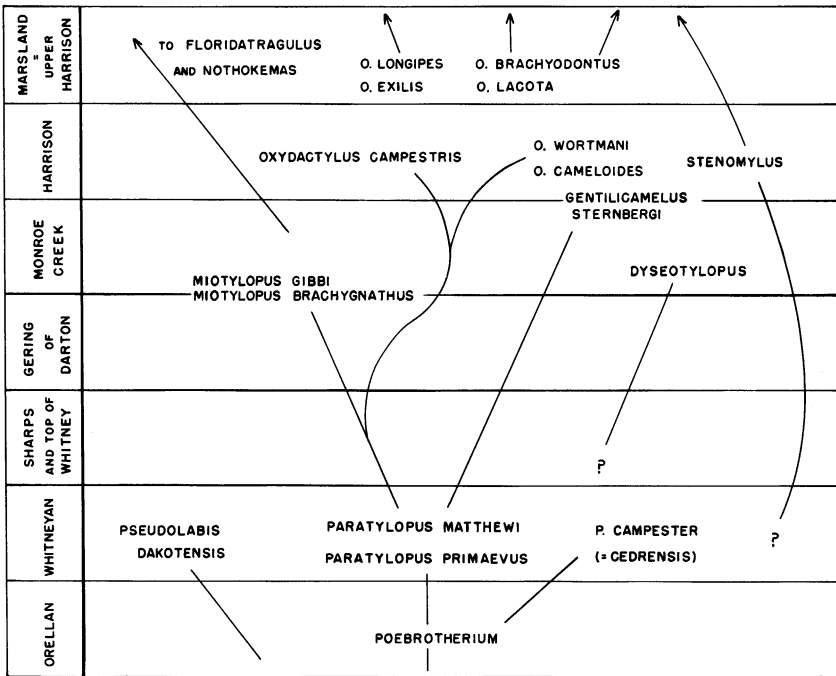 MARSLAND
=
UPPER
HARRISON
TO FLORIDATRAGULUS
AND NOTHOKEMAS
O. LONGIPES
O. EXILIS
O. BRACHYODONTUS
O. LACOTA
HARRISON
OXYDACTYLUS CAMPESTRIS
O. WORTMANI
O. CAMELOIDES
STENOMYLUS
GENTILICAMELUS
STERNBERGI
MONROE
CREEK
MIOTYLOPUS GIBBI
MIOTYLOPUS BRACHYGNATHUS
DYSEOTYLOPUS
GERING
OF
DARTON
SHARPS
AND TOP OF
WHITNEY
?
WHITNEYAN
PSEUDOLABIS
DAKOTENSIS
PARATYLOPUS MATTHEWI
PARATYLOPUS PRIMAEVUS
P. CAMPESTER
(= CEDRENSIS)
?
ORELLAN
POEBROTHERIUM